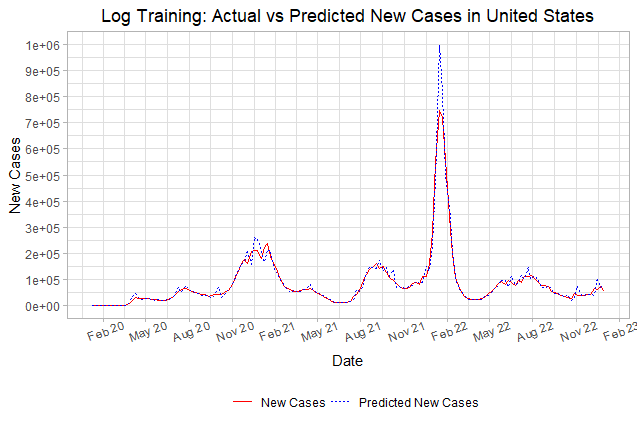 Log Training: Actual vs Predicted New Cases in United States
1e+06
9e+05
8e+05
7e+05
6e+05
5e+05
4e+05
3e+05
2e+05
1e+05
0e+00
New Cases
Feb 20
May 20
Aug 20
Nov 20
Feb 21
May 21
Aug 21
Nov 21
Feb 22
May 22
Aug 22
Nov 22
Feb 23
Date
New Cases
Predicted New Cases